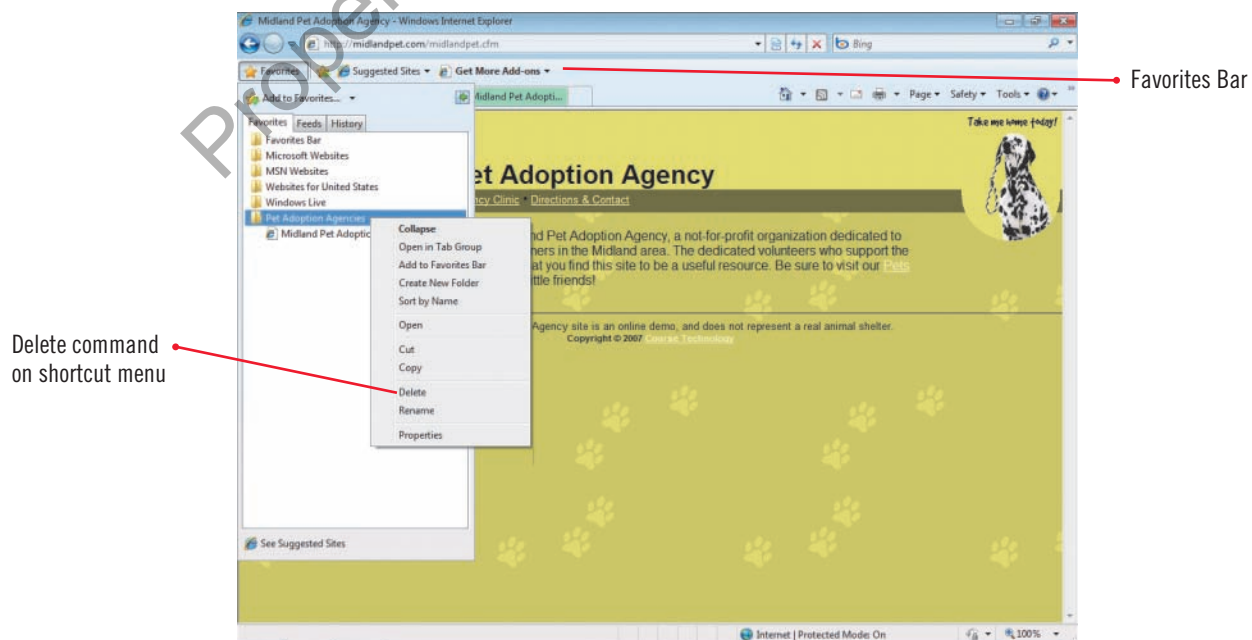 Proper
Midland Pet Adoption Agency - Windows Internet Explorer
http://midlandpet.com/midlandpet.cfm
Bing
Favorites
Suggested Sites
Get More Add-ons
Favorites Bar
Add to Favorites...
Midland Pet Adopti...
Page
Safety
Tools
Favorites
Feeds
History
Favorites Bar
Microsoft Websites
MSN Websites
Websites for United States
Windows Live
Pet Adoption Agencies
Midland Pet Adoptic
Take me home today!
et Adoption Agency
cy Clinic * Directions & Contact
nd Pet Adoption Agency, a not-for-profit organization dedicated to
ners in the Midland area. The dedicated volunteers who support the
at you find this site to be a useful resource. Be sure to visit our Pets
ittle friends!
Agency site is an online demo, and does not represent a real animal shelter.
Copyright © 2007 Course Technology
Collapse
Open in Tab Group
Add to Favorites Bar
Create New Folder
Sort by Name
Open
Cut
Copy
Delete
Rename
Properties
Delete command
on shortcut menu
See Suggested Sites
Internet | Protected Mode: On
100%